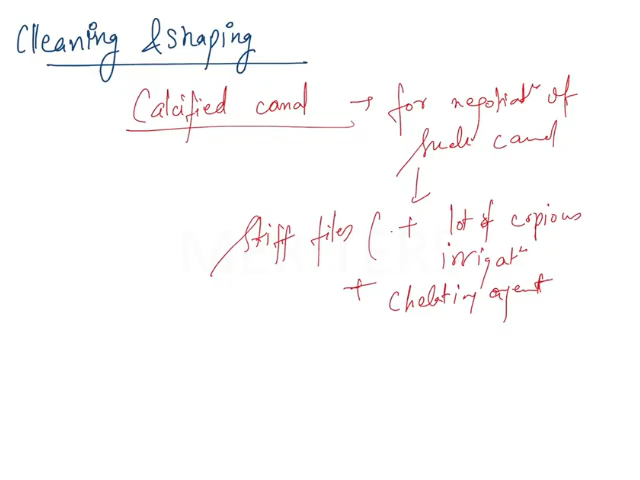 Cleaning & shaping
Calcified canal → for negotiatn of
such canal
↓
Stiff files ( + lot of copious
irrigatn
+ Chelating agent